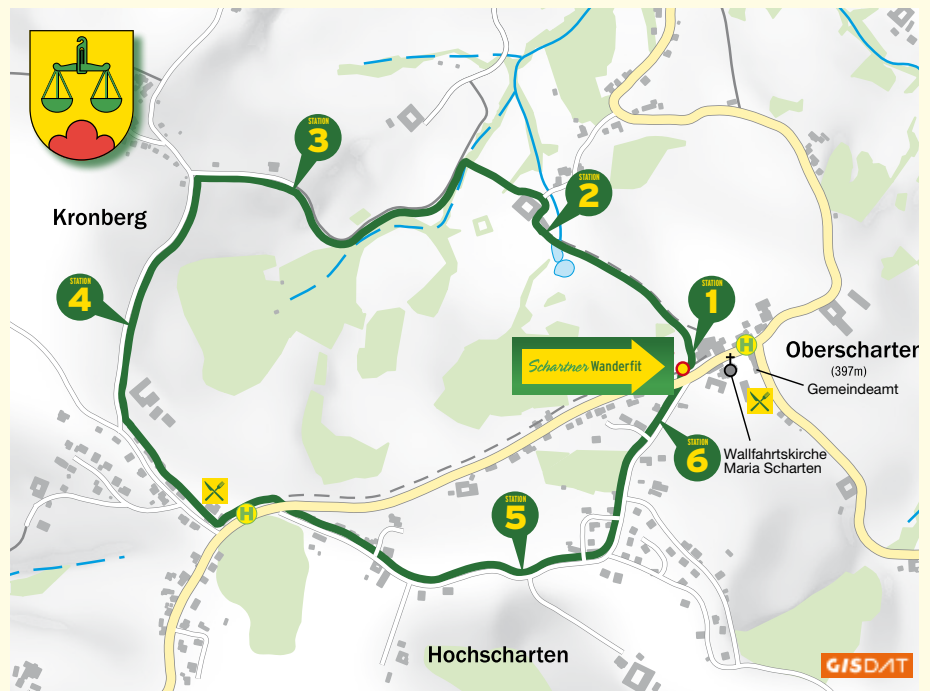 STATION
3
STATION
2
Kronberg
STATION
4
STATION
1
H
Schartner Wanderfit
Oberscharten
(397m)
Gemeindeamt
STATION
6
Wallfahrtskirche
Maria Scharten
H
STATION
5
Hochscharten
GISDAT